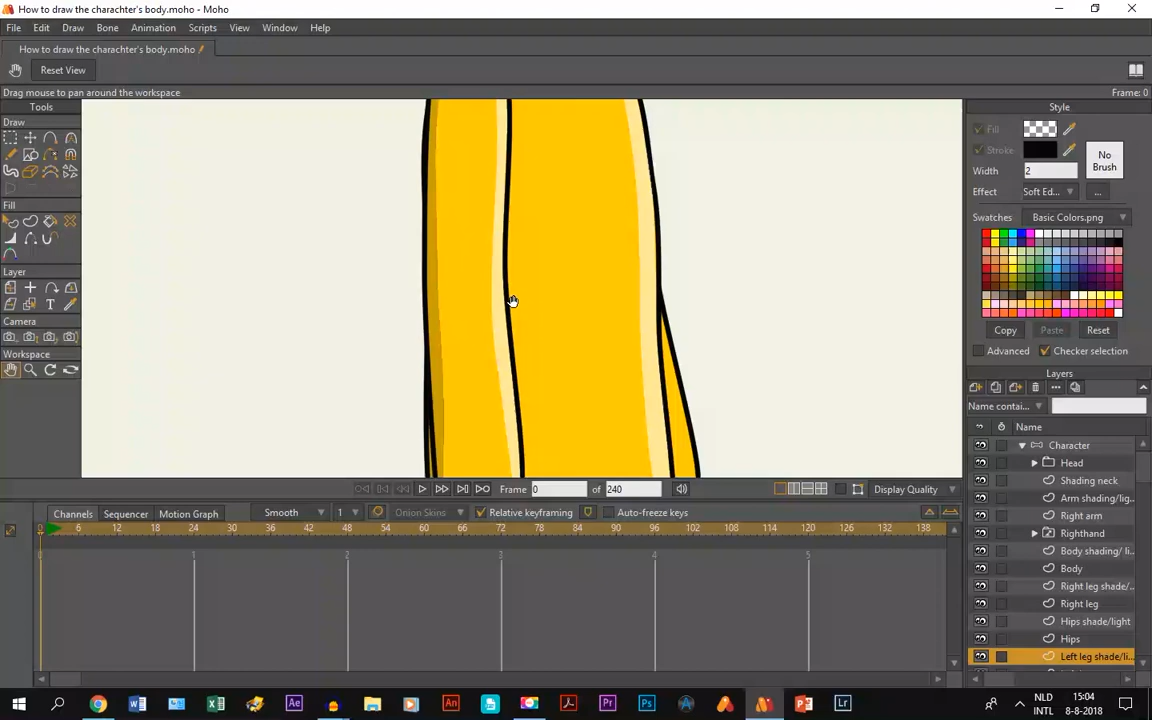 How to draw the charachter's body.moho - Moho
File Edit Draw Bone Animation Scripts View Window Help
How to draw the charachter's body.moho
Reset View
Drag mouse to pan around the workspace Frame: 0
Tools Style
Draw
Fill
Stroke
No Brush
Width 2
Effect Soft Ed... ...
Swatches Basic Colors.png
Fill
Layer
Camera
Workspace
Copy Paste Reset
Advanced Checker selection
Layers
Name contai...
Name
Character
Head
Shading neck
Arm shading/lig...
Right arm
Righthand
Body shading/ li...
Body
Right leg shade/...
Right leg
Hips shade/light
Hips
Left leg shade/li...
Frame 0 of 240 Display Quality
Channels Sequencer Motion Graph Smooth 1 Onion Skins Relative keyframing Auto-freeze keys
0 6 12 18 24 30 36 42 48 54 60 66 72 78 84 90 96 102 108 114 120 126 132 138
0 1 2 3 4 5
NLD 15:04
INTL 8-8-2018